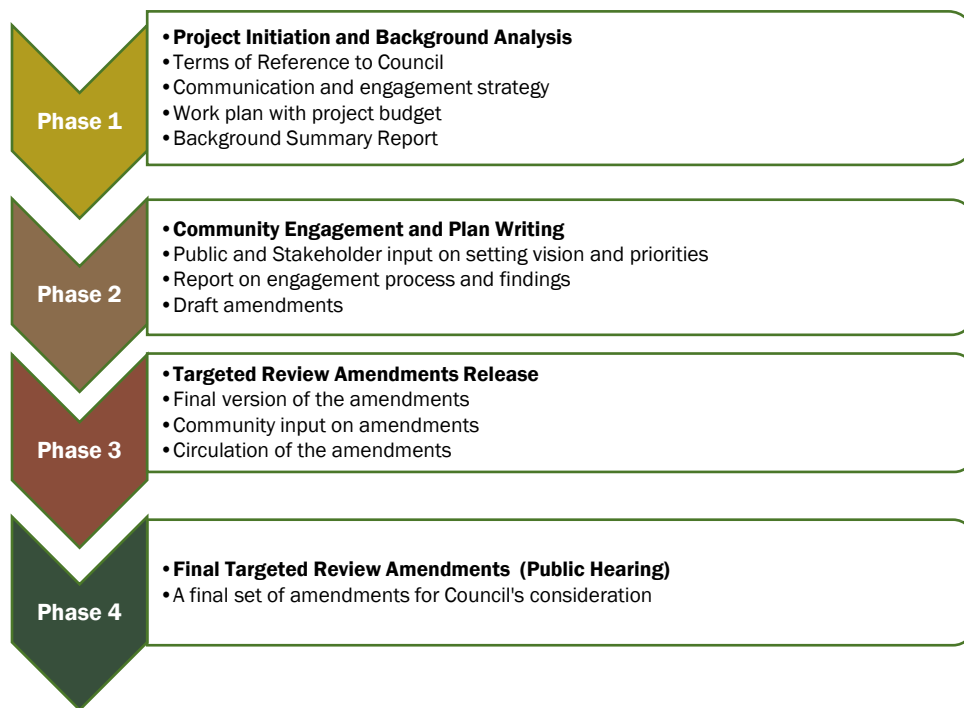 Phase 1
•Project Initiation and Background Analysis
•Terms of Reference to Council
•Communication and engagement strategy
•Work plan with project budget
•Background Summary Report
Phase 2
•Community Engagement and Plan Writing
•Public and Stakeholder input on setting vision and priorities
•Report on engagement process and findings
•Draft amendments
Phase 3
•Targeted Review Amendments Release
•Final version of the amendments
•Community input on amendments
•Circulation of the amendments
Phase 4
•Final Targeted Review Amendments (Public Hearing)
•A final set of amendments for Council's consideration